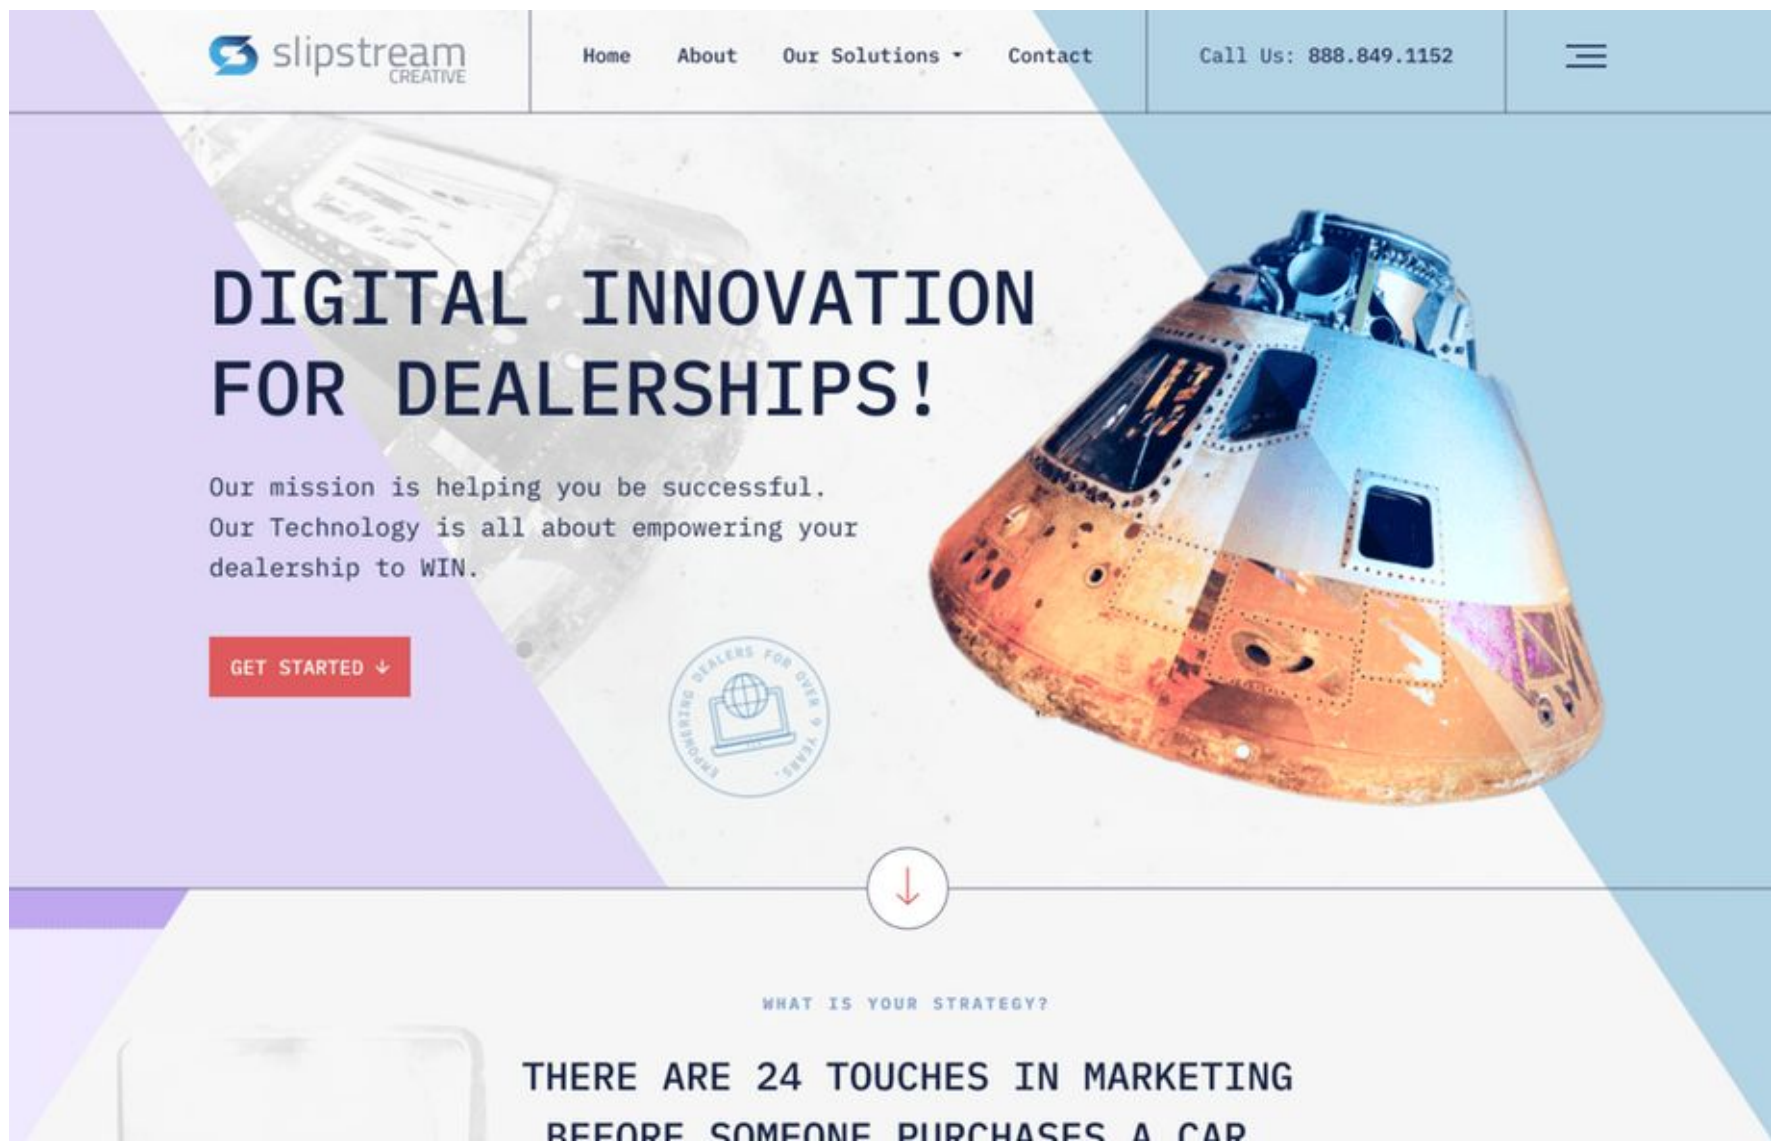 slipstream
CREATIVE
Home About Our Solutions Contact
Call Us: 888.849.1152
DIGITAL INNOVATION
FOR DEALERSHIPS!
Our mission is helping you be successful.
Our Technology is all about empowering your
dealership to WIN.
GET STARTED ↓
EMPOWERING DEALERS FOR OVER 9 YEARS.
WHAT IS YOUR STRATEGY?
THERE ARE 24 TOUCHES IN MARKETING
BEFORE SOMEONE PURCHASES A CAR